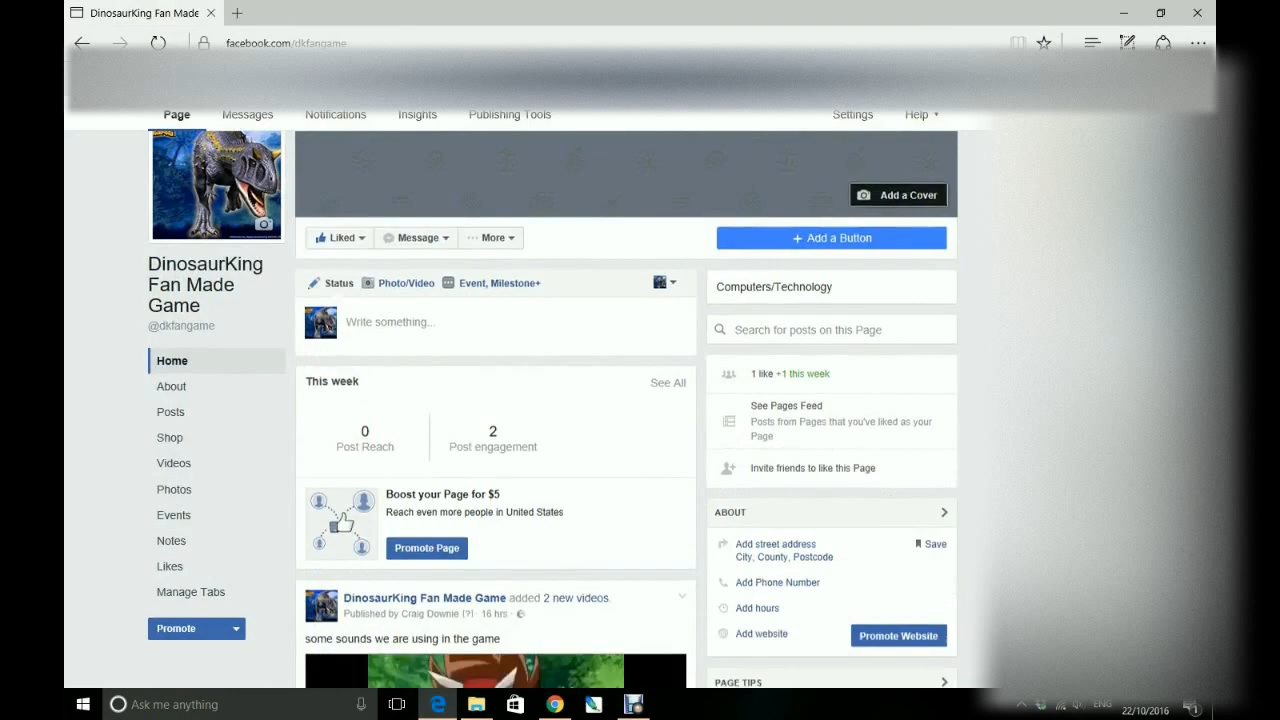 DinosaurKing Fan Made
facebook.com/dkfangame
Page Messages Notifications Insights Publishing Tools Settings Help
Add a Cover
Liked Message More
+ Add a Button
DinosaurKing
Fan Made
Game
@dkfangame
Home
About
Posts
Shop
Videos
Photos
Events
Notes
Likes
Manage Tabs
Promote
Status Photo/Video Event, Milestone+
Write something...
This week See All
0 2
Post Reach Post engagement
Boost your Page for $5
Reach even more people in United States
Promote Page
DinosaurKing Fan Made Game added 2 new videos.
Published by Craig Downie [?] · 16 hrs ·
some sounds we are using in the game
Computers/Technology
Search for posts on this Page
1 like +1 this week
See Pages Feed
Posts from Pages that you've liked as your
Page
Invite friends to like this Page
ABOUT
Add street address Save
City, County, Postcode
Add Phone Number
Add hours
Add website Promote Website
PAGE TIPS
Ask me anything
ENG
22/10/2016